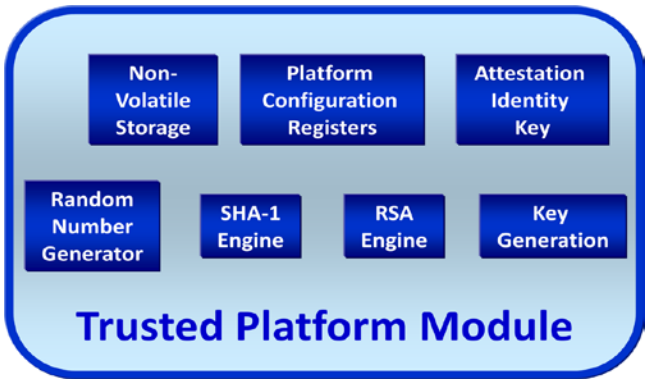 Non-
Volatile
Storage
Platform
Configuration
Registers
Attestation
Identity
Key
Random
Number
Generator
SHA-1
Engine
RSA
Engine
Key
Generation
Trusted Platform Module